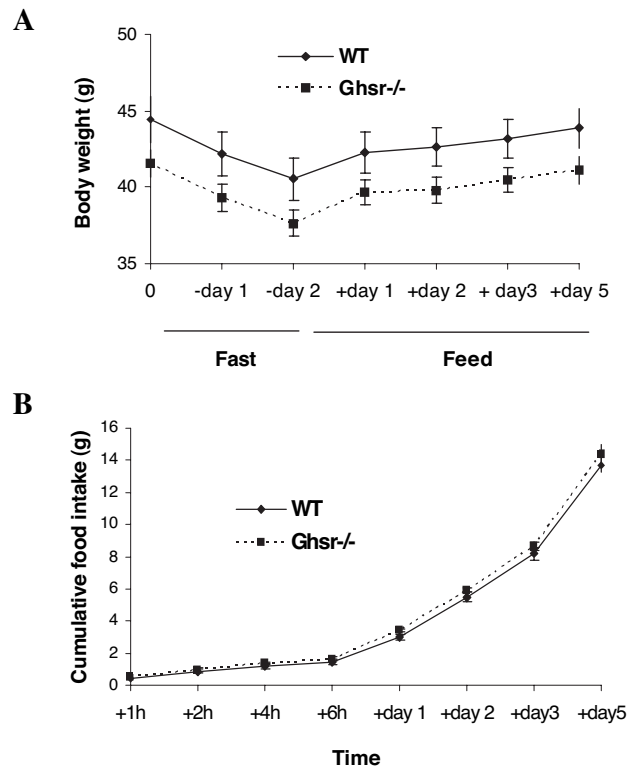 A
50
45
40
35
Body weight (g)
WT
Ghsr-/-
0 -day 1 -day 2 +day 1 +day 2 + day3 +day 5
Fast Feed
B
16
14
12
10
8
6
4
2
0
Cumulative food intake (g)
WT
Ghsr-/-
+1h +2h +4h +6h +day 1 +day 2 +day3 +day5
Time